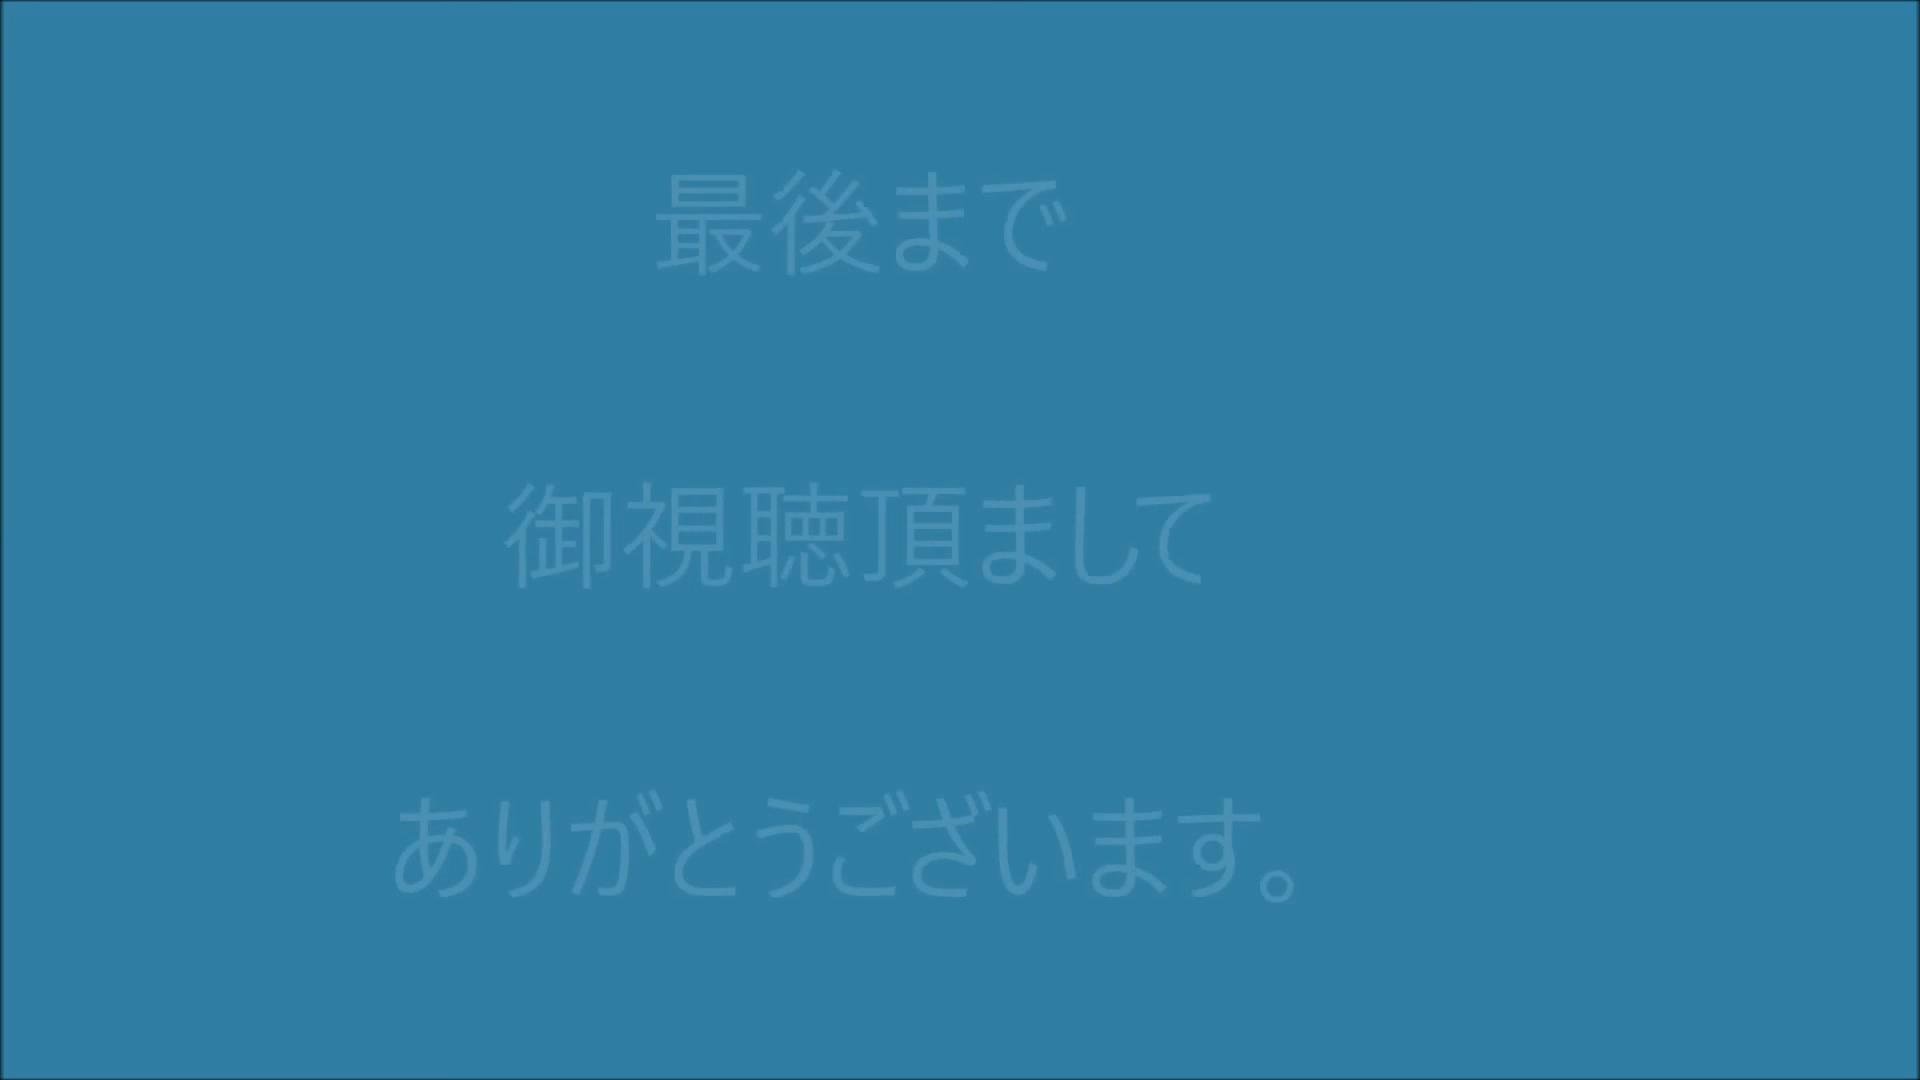 最後まで
御視聴頂まして
ありがとうございます。